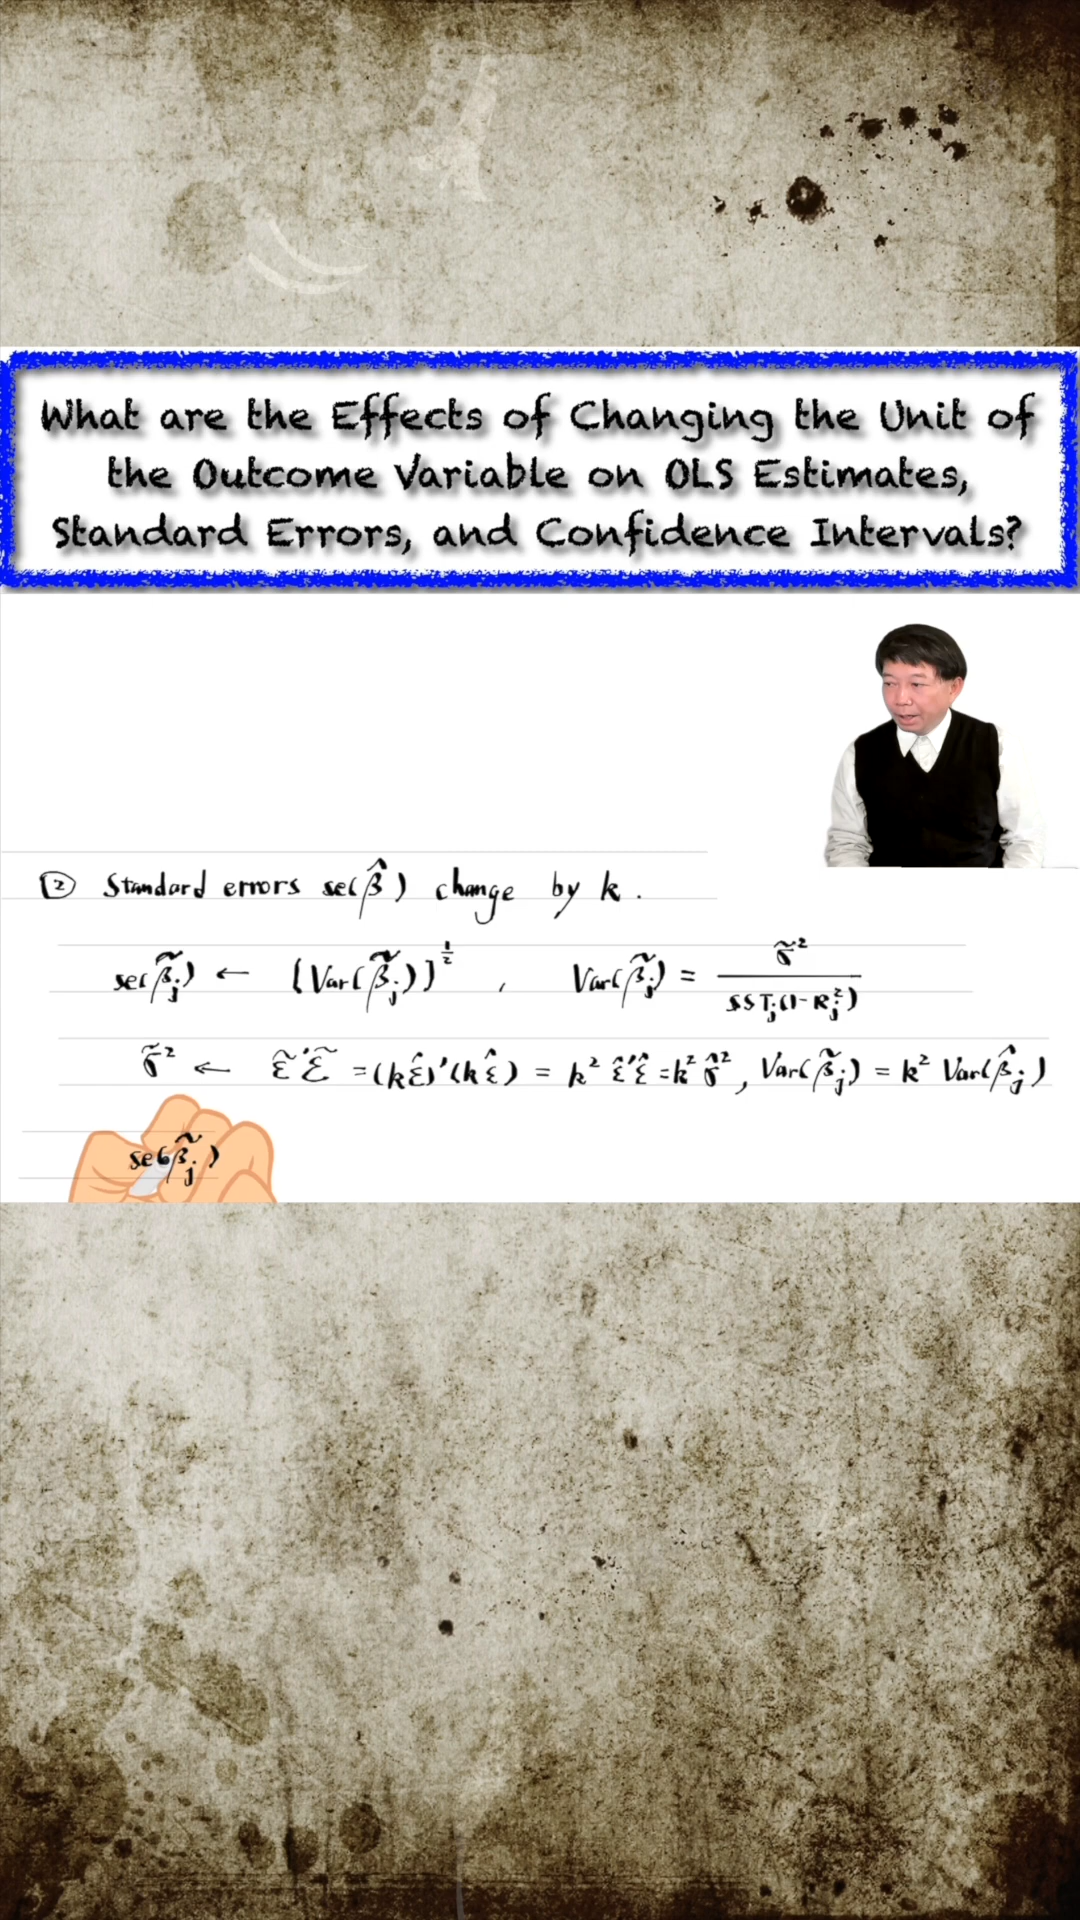 What are the Effects of Changing the Unit of
the Outcome Variable on OLS Estimates,
Standard Errors, and Confidence Intervals?
② Standard errors se(β̂) change by k.
se(β̃ⱼ) ← [Var(β̃ⱼ)]^½ , Var(β̃ⱼ) = σ̃² / SSTⱼ(1-Rⱼ²)
σ̃² ← ε̃'ε̃ = (kε̂)'(kε̂) = k² ε̂'ε̂ = k² σ̂², Var(β̃ⱼ) = k² Var(β̂ⱼ)
se(β̃ⱼ)